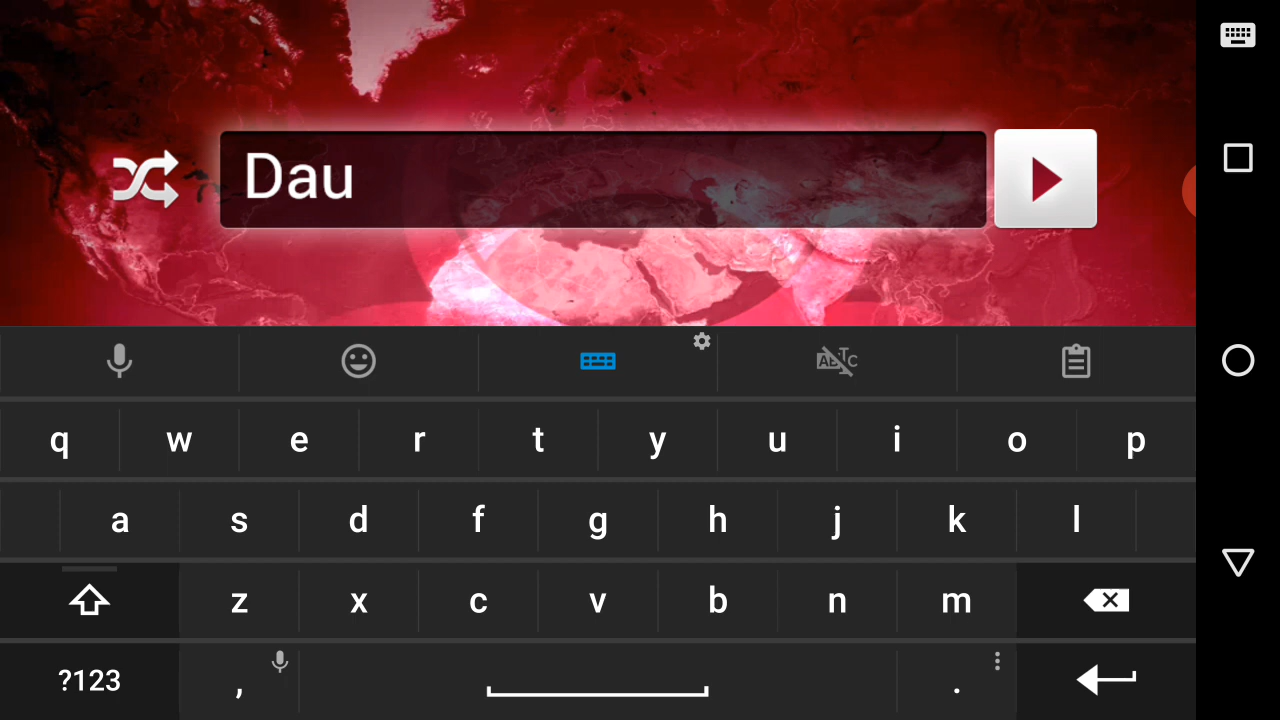 Dau
q w e r t y u i o p
a s d f g h j k l
z x c v b n m
?123 , .